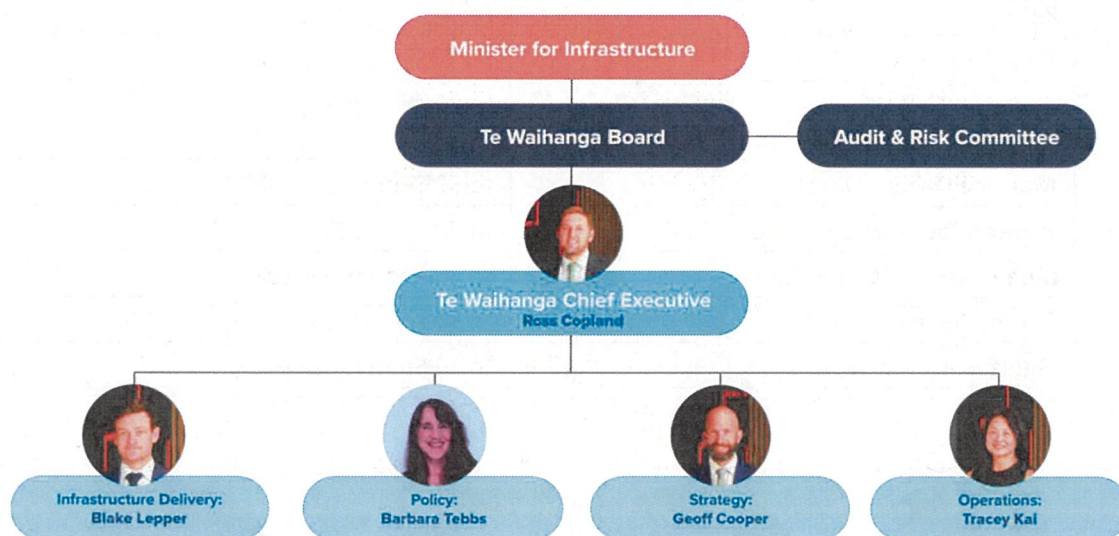 Minister for Infrastructure
Te Waihanga Board
Audit & Risk Committee
Te Waihanga Chief Executive
Ross Copland
Infrastructure Delivery:
Blake Lepper
Policy:
Barbara Tebbs
Strategy:
Geoff Cooper
Operations:
Tracey Kai